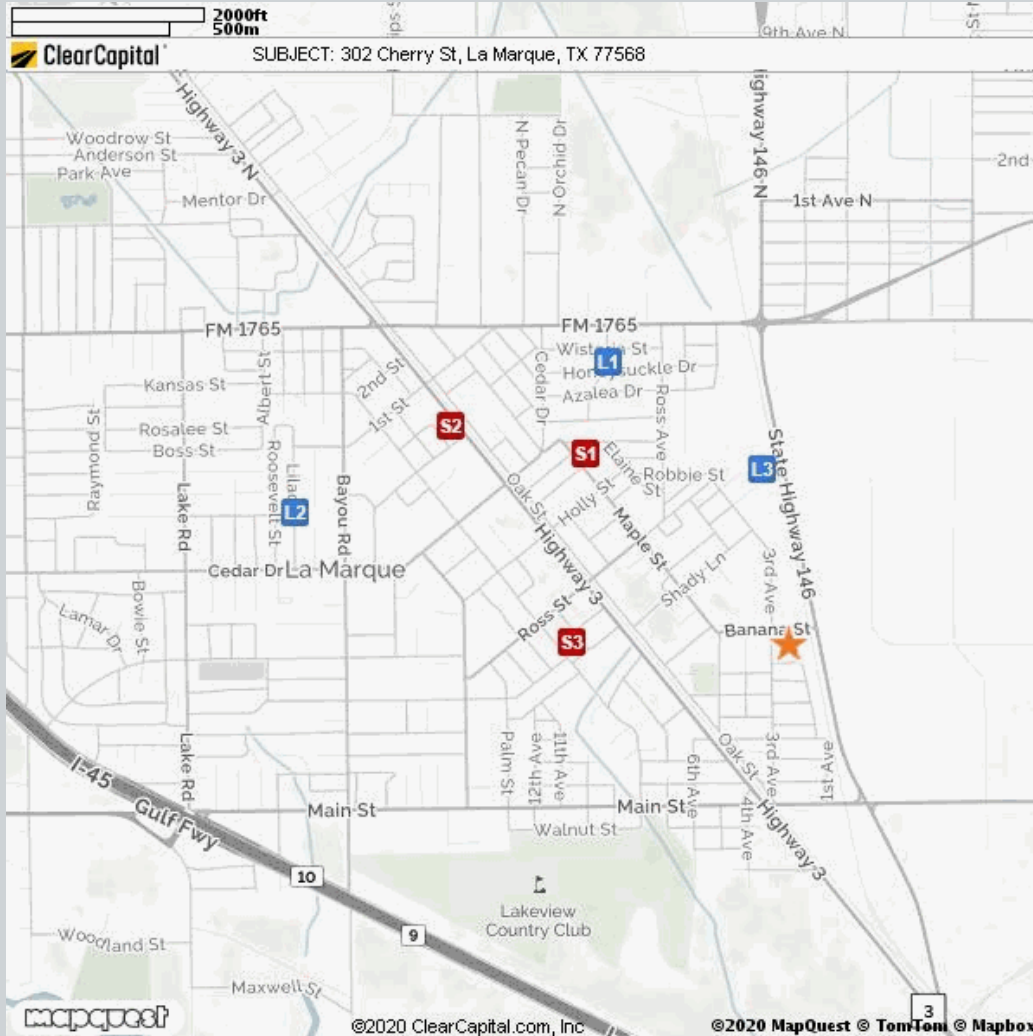 2000ft
500m
9th Ave N
ClearCapital
SUBJECT: 302 Cherry St, La Marque, TX 77568
Highway 3 N
Woodrow St
Anderson St
Park Ave
Mentor Dr
N Pecan Dr
N Orchid Dr
Highway 146 N
2nd
1st Ave N
FM 1765
FM 1765
Wisteria St
L1
Honeysuckle Dr
Azalea Dr
Cedar Dr
Ross Ave
2nd St
1st St
Kansas St
Albert St
Rosalee St
Boss St
Raymond St
Roosevelt St
Lake Rd
L2
Bayou Rd
S2
S1
Elaine St
Robbie St
L3
State Highway 146
Oak St
Holly St
Maple St
Highway 3
Cedar Dr
La Marque
Shady Ln
3rd Ave
Bowie St
Lamar Dr
Ross St
S3
Banana St
Lake Rd
Palm St
12th Ave
11th Ave
6th Ave
Oak St
3rd Ave
1st Ave
I-45
Gulf Fwy
Main St
Main St
Walnut St
4th Ave
Highway 3
10
9
Lakeview
Country Club
Woodland St
Maxwell St
3
mapquest
©2020 ClearCapital.com, Inc
©2020 MapQuest © TomTom © Mapbox